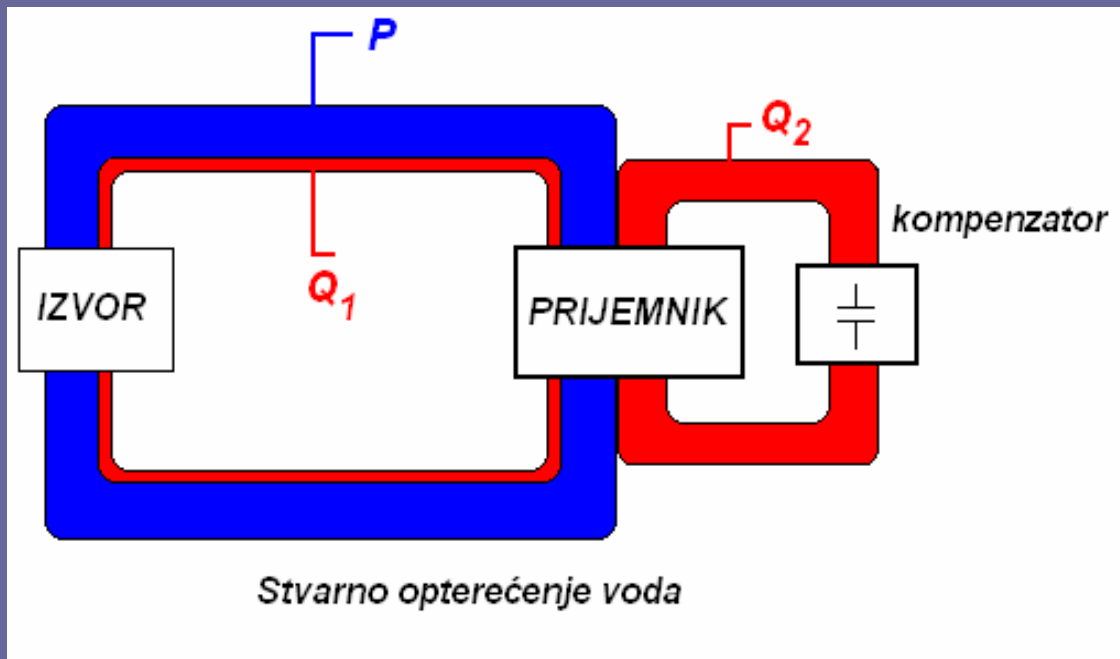 P
Q₂
kompenzator
Q₁
IZVOR
PRIJEMNIK
Stvarno opterećenje voda